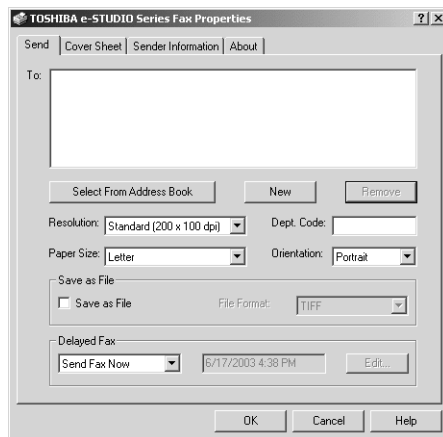 TOSHIBA e-STUDIO Series Fax Properties
Send Cover Sheet Sender Information About
To:
Select From Address Book New Remove
Resolution: Standard (200 x 100 dpi) Dept. Code:
Paper Size: Letter Orientation: Portrait
Save as File
Save as File File Format: TIFF
Delayed Fax
Send Fax Now 6/17/2003 4:38 PM Edit...
OK Cancel Help